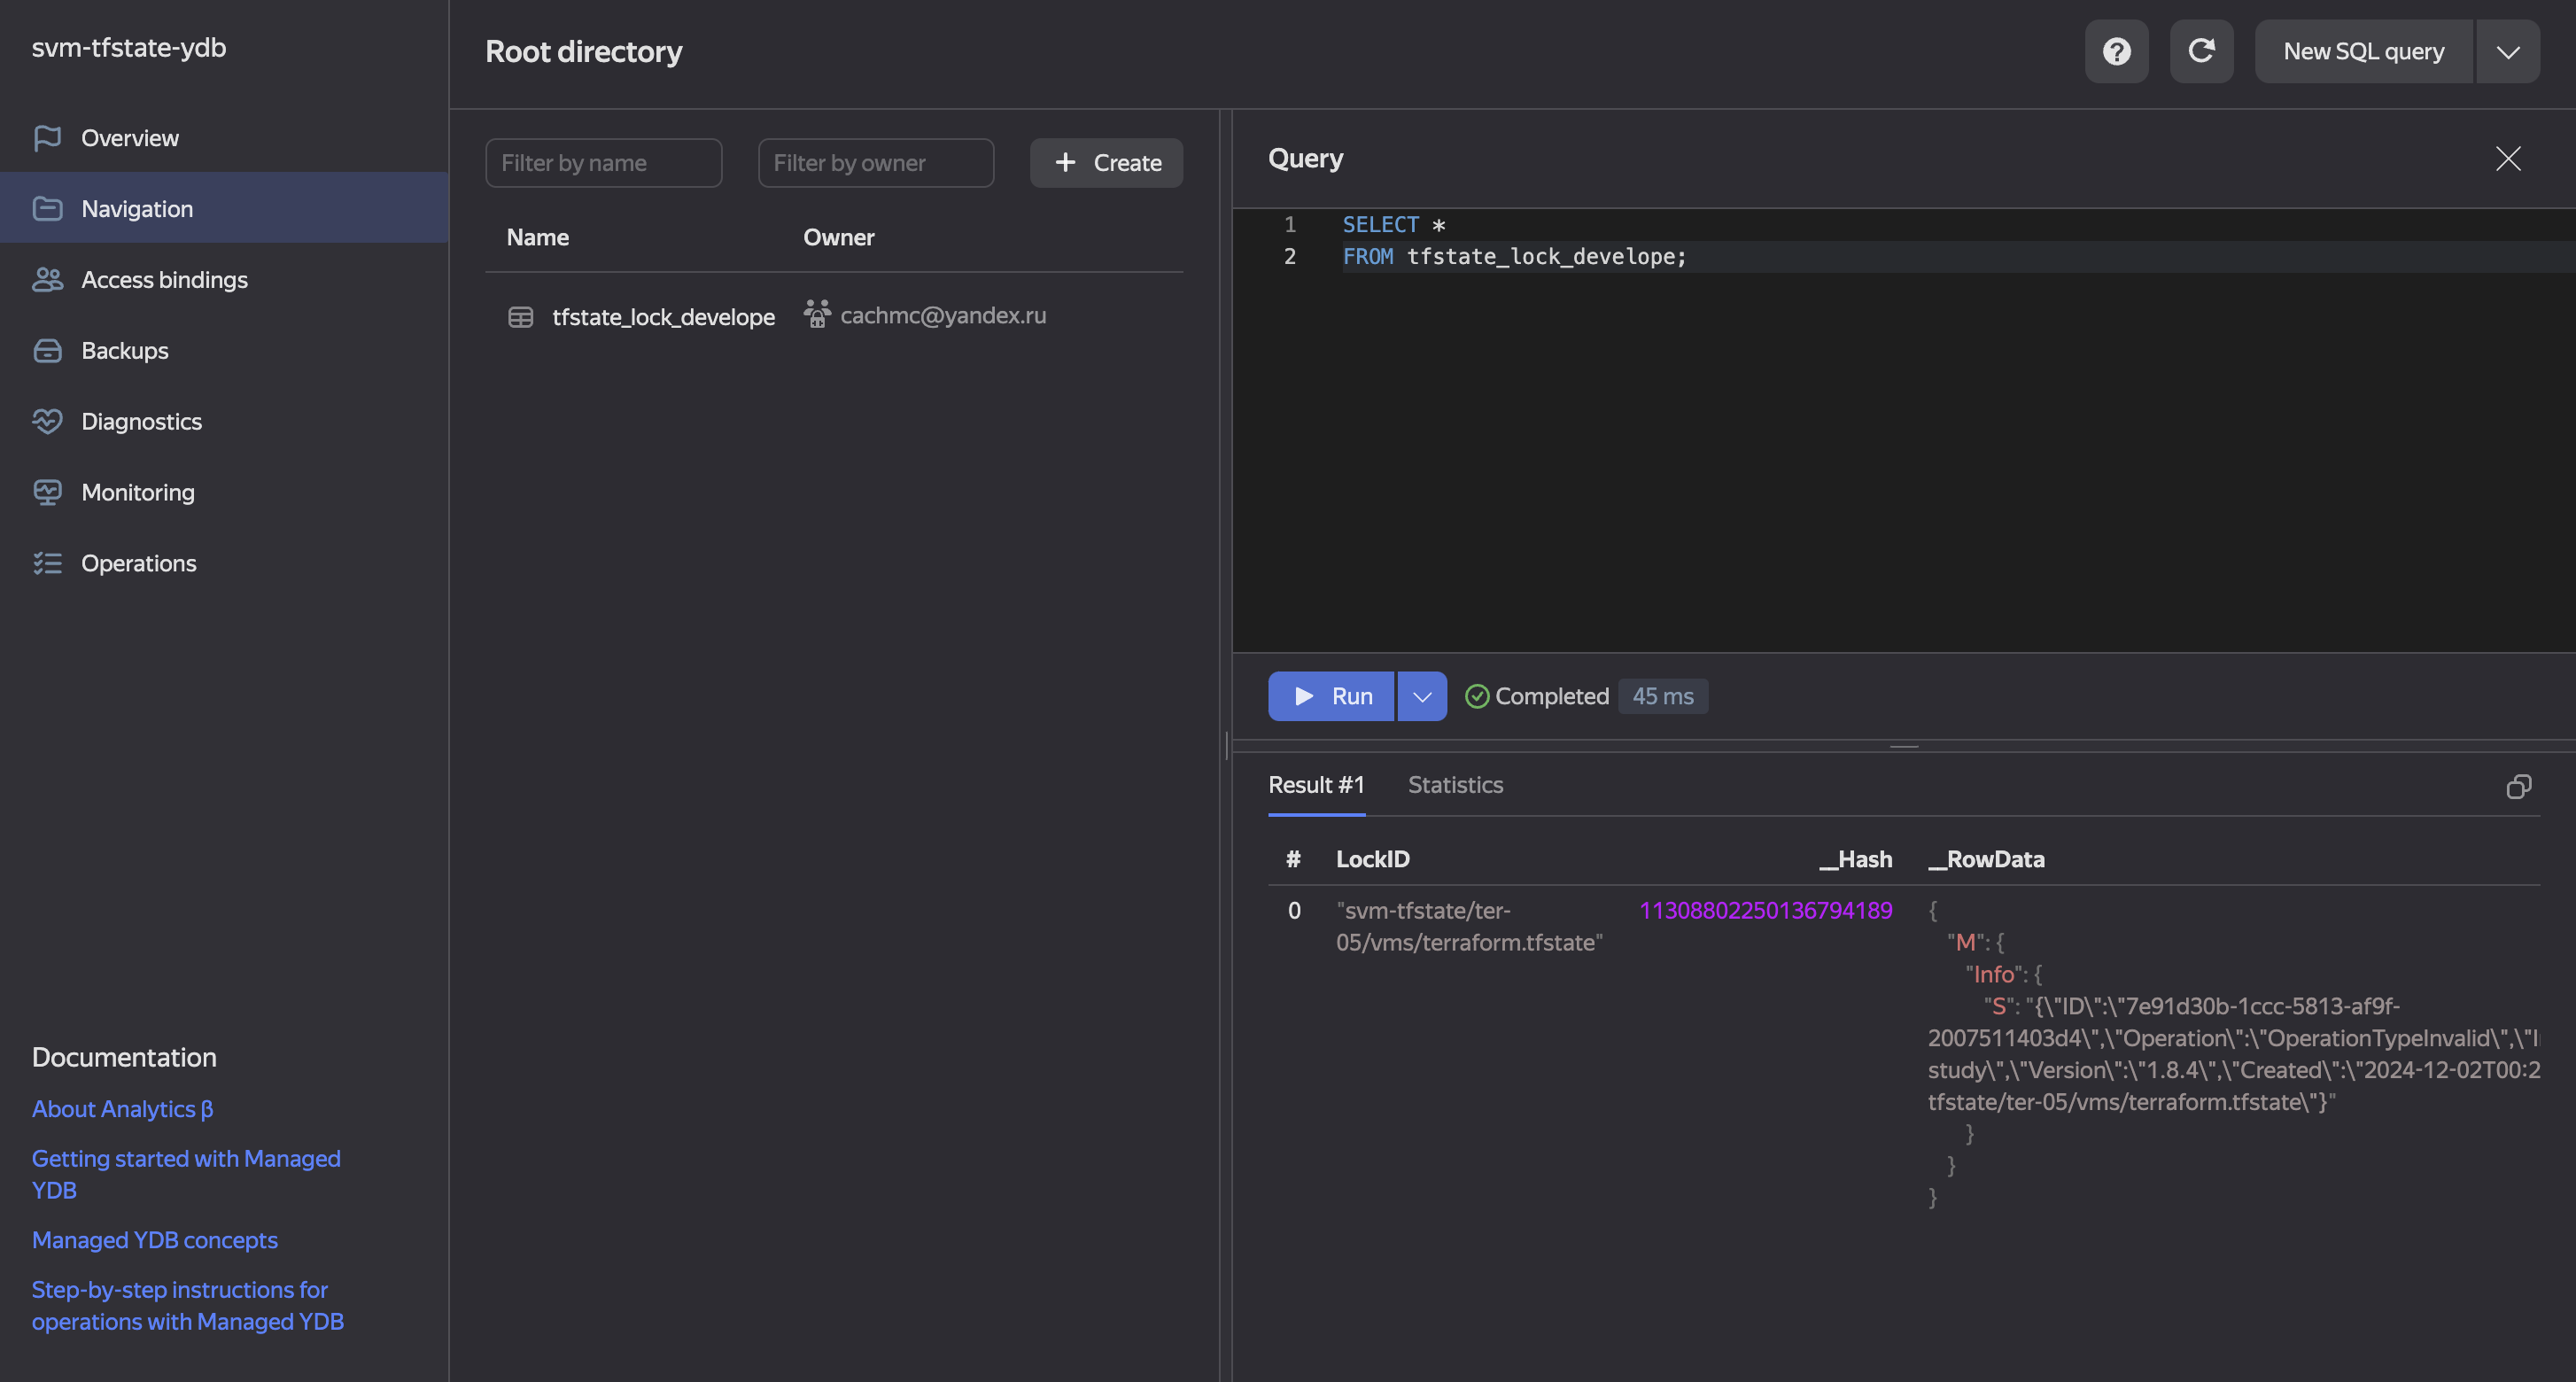 svm-tfstate-ydb
Overview
Navigation
Access bindings
Backups
Diagnostics
Monitoring
Operations
Documentation
About Analytics β
Getting started with Managed
YDB
Managed YDB concepts
Step-by-step instructions for
operations with Managed YDB
Root directory
New SQL query
Filter by name
Filter by owner
Create
Name Owner
tfstate_lock_develope cachmc@yandex.ru
Query
1 SELECT *
2 FROM tfstate_lock_develope;
Run
Completed 45 ms
Result #1 Statistics
# LockID __Hash __RowData
0 "svm-tfstate/ter-
05/vms/terraform.tfstate" 11308802250136794189
{
"M": {
"Info": {
"S": "{\"ID\":\"7e91d30b-1ccc-5813-af9f-
2007511403d4\",\"Operation\":\"OperationTypeInvalid\",\"
study\",\"Version\":\"1.8.4\",\"Created\":\"2024-12-02T00:2
tfstate/ter-05/vms/terraform.tfstate\"}"
}
}
}